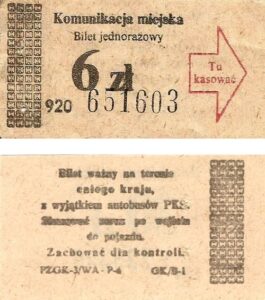 Komunikacja miejska
Bilet jednorazowy
6 zł
Tu
kasować
920 651603
Bilet ważny na terenie
całego kraju,
z wyjątkiem autobusów PKS.
Skasować zaraz po wejściu
do pojazdu.
Zachować dla kontroli.
PZGK-3/WA-P-6 GK/B-1